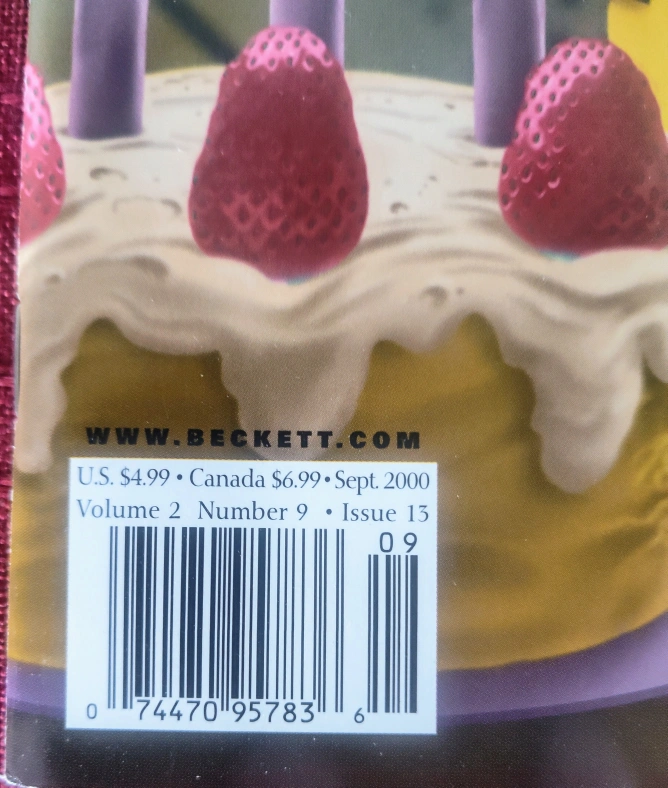 WWW.BECKETT.COM
U.S. $4.99 • Canada $6.99 • Sept. 2000
Volume 2 Number 9 • Issue 13
09
0 74470 95783 6